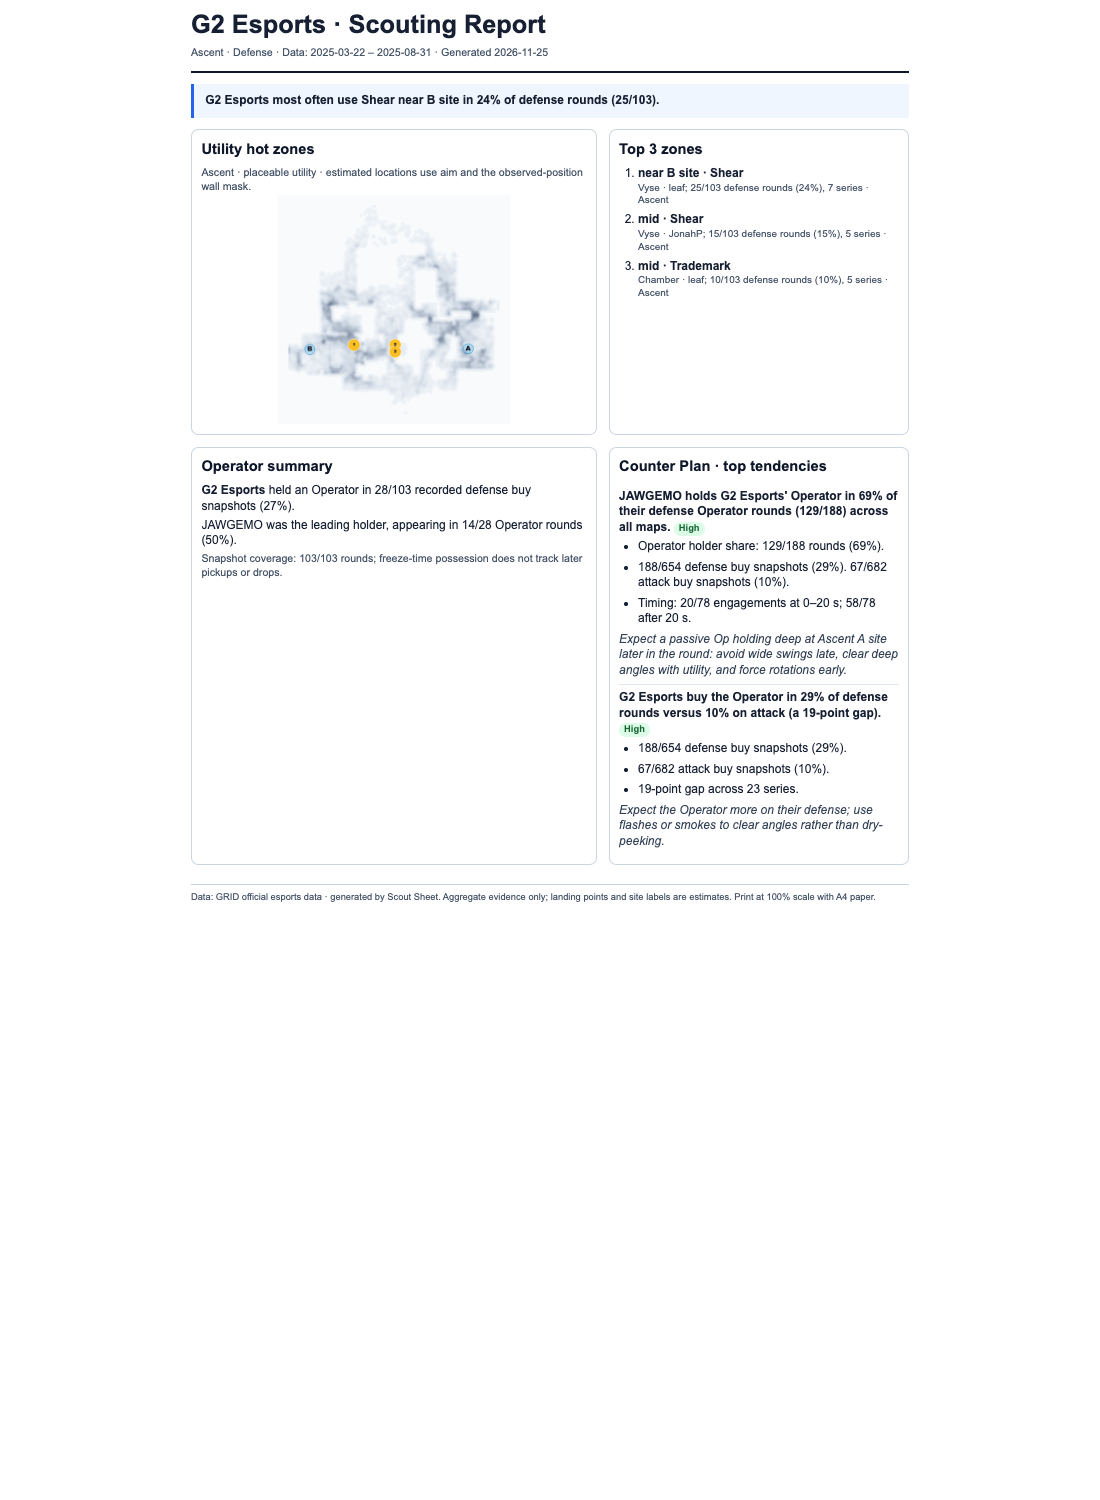 G2 Esports · Scouting Report
Ascent · Defense · Data: 2025-03-22 – 2025-08-31 · Generated 2026-11-25
G2 Esports most often use Shear near B site in 24% of defense rounds (25/103).
Utility hot zones
Ascent · placeable utility · estimated locations use aim and the observed-position
wall mask.
B
A
Top 3 zones
1. near B site · Shear
Vyse · leaf; 25/103 defense rounds (24%), 7 series ·
Ascent
2. mid · Shear
Vyse · JonahP; 15/103 defense rounds (15%), 5 series ·
Ascent
3. mid · Trademark
Chamber · leaf; 10/103 defense rounds (10%), 5 series ·
Ascent
Operator summary
G2 Esports held an Operator in 28/103 recorded defense buy
snapshots (27%).
JAWGEMO was the leading holder, appearing in 14/28 Operator rounds
(50%).
Snapshot coverage: 103/103 rounds; freeze-time possession does not track later
pickups or drops.
Counter Plan · top tendencies
JAWGEMO holds G2 Esports' Operator in 69% of
their defense Operator rounds (129/188) across
all maps. High
• Operator holder share: 129/188 rounds (69%).
• 188/654 defense buy snapshots (29%). 67/682
attack buy snapshots (10%).
• Timing: 20/78 engagements at 0–20 s; 58/78
after 20 s.
Expect a passive Op holding deep at Ascent A site
later in the round: avoid wide swings late, clear deep
angles with utility, and force rotations early.
G2 Esports buy the Operator in 29% of defense
rounds versus 10% on attack (a 19-point gap).
High
• 188/654 defense buy snapshots (29%).
• 67/682 attack buy snapshots (10%).
• 19-point gap across 23 series.
Expect the Operator more on their defense; use
flashes or smokes to clear angles rather than dry-
peeking.
Data: GRID official esports data · generated by Scout Sheet. Aggregate evidence only; landing points and site labels are estimates. Print at 100% scale with A4 paper.